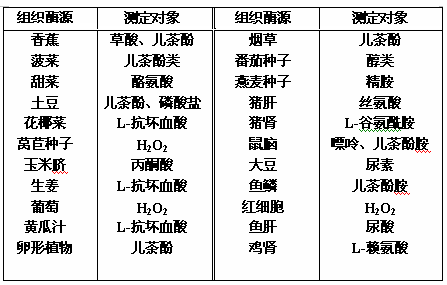 组织酶源 测定对象 组织酶源 测定对象
香蕉 草酸、儿茶酚 烟草 儿茶酚
菠菜 儿茶酚类 番茄种子 醇类
甜菜 酪氨酸 燕麦种子 精胺
土豆 儿茶酚、磷酸盐 猪肝 丝氨酸
花椰菜 L-抗坏血酸 猪肾 L-谷氨酰胺
莴苣种子 H₂O₂ 鼠脑 嘌呤、儿茶酚胺
玉米脐 丙酮酸 大豆 尿素
生姜 L-抗坏血酸 鱼鳞 儿茶酚胺
葡萄 H₂O₂ 红细胞 H₂O₂
黄瓜汁 L-抗坏血酸 鱼肝 尿酸
卵形植物 儿茶酚 鸡肾 L-赖氨酸